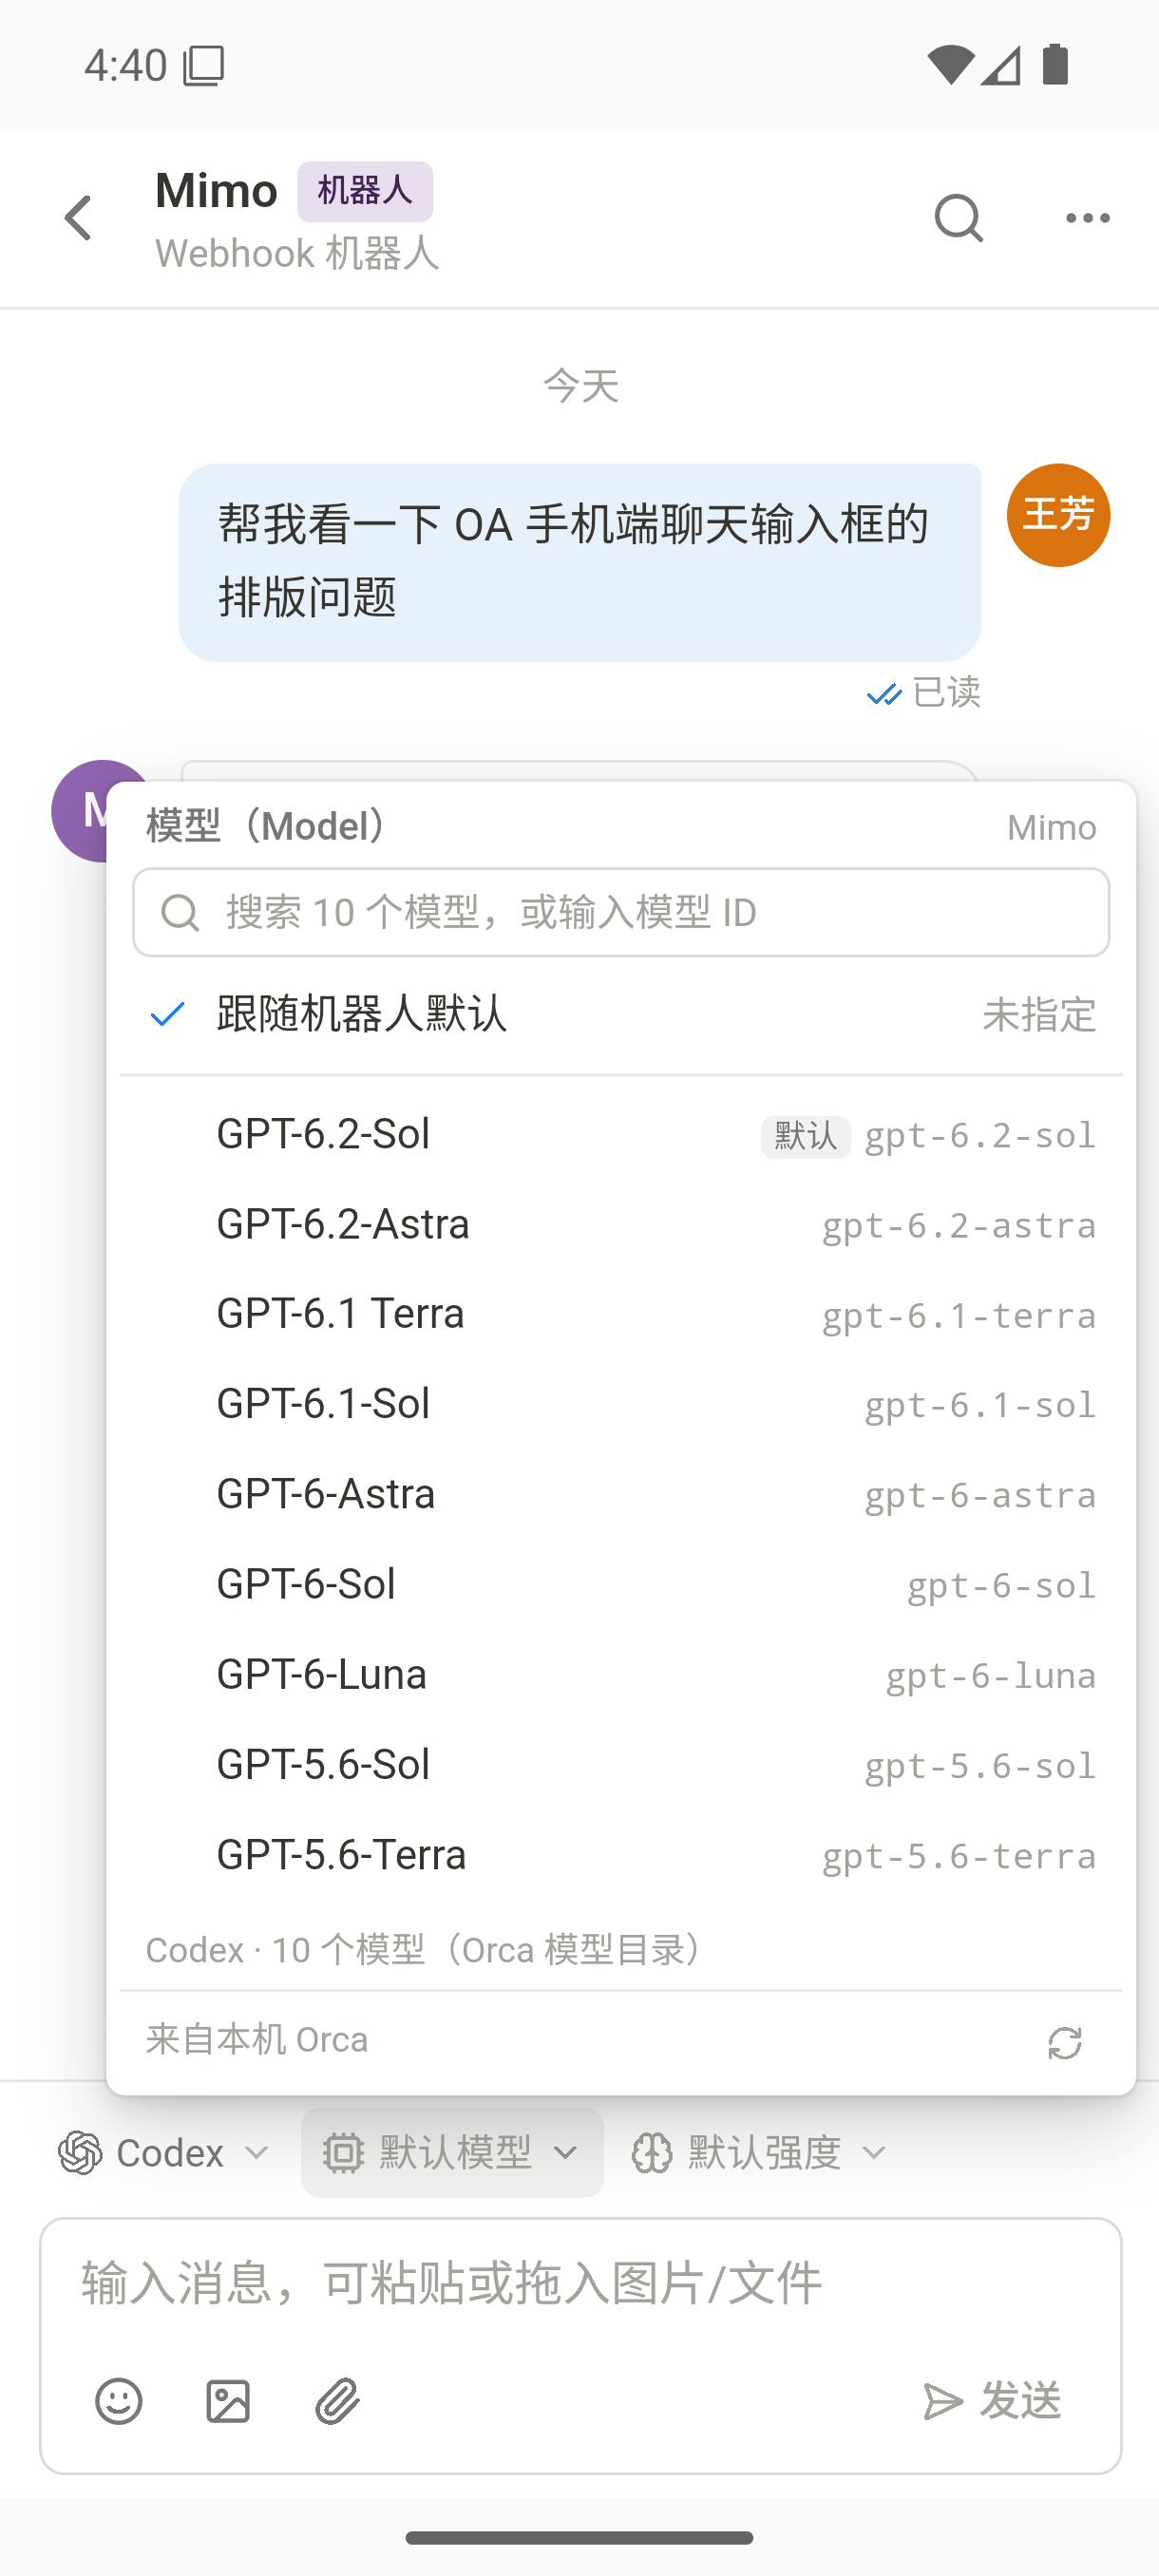 4:40
Mimo 机器人
Webhook 机器人
今天
帮我看一下 OA 手机端聊天输入框的
排版问题
王芳
已读
M
模型（Model） Mimo
搜索 10 个模型，或输入模型 ID
跟随机器人默认 未指定
GPT-6.2-Sol 默认 gpt-6.2-sol
GPT-6.2-Astra gpt-6.2-astra
GPT-6.1 Terra gpt-6.1-terra
GPT-6.1-Sol gpt-6.1-sol
GPT-6-Astra gpt-6-astra
GPT-6-Sol gpt-6-sol
GPT-6-Luna gpt-6-luna
GPT-5.6-Sol gpt-5.6-sol
GPT-5.6-Terra gpt-5.6-terra
Codex · 10 个模型（Orca 模型目录）
来自本机 Orca
Codex 默认模型 默认强度
输入消息，可粘贴或拖入图片/文件
发送